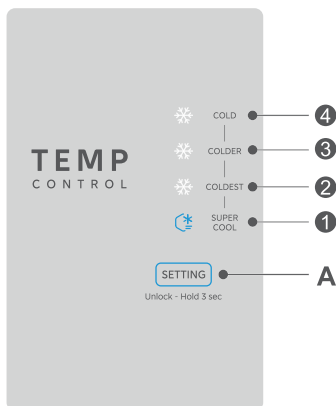 TEMP
CONTROL
COLD 4
COLDER 3
COLDEST 2
SUPER
COOL 1
SETTING A
Unlock - Hold 3 sec